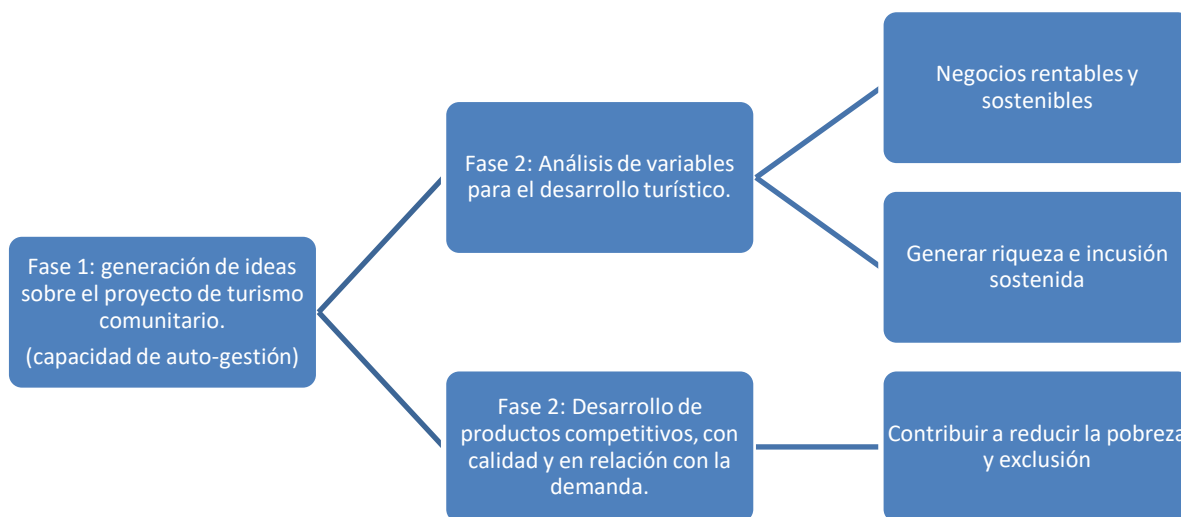 Fase 1: generación de ideas
sobre el proyecto de turismo
comunitario.
(capacidad de auto-gestión)
Fase 2: Análisis de variables
para el desarrollo turístico.
Negocios rentables y
sostenibles
Generar riqueza e incusión
sostenida
Fase 2: Desarrollo de
productos competitivos, con
calidad y en relación con la
demanda.
Contribuir a reducir la pobreza
y exclusión